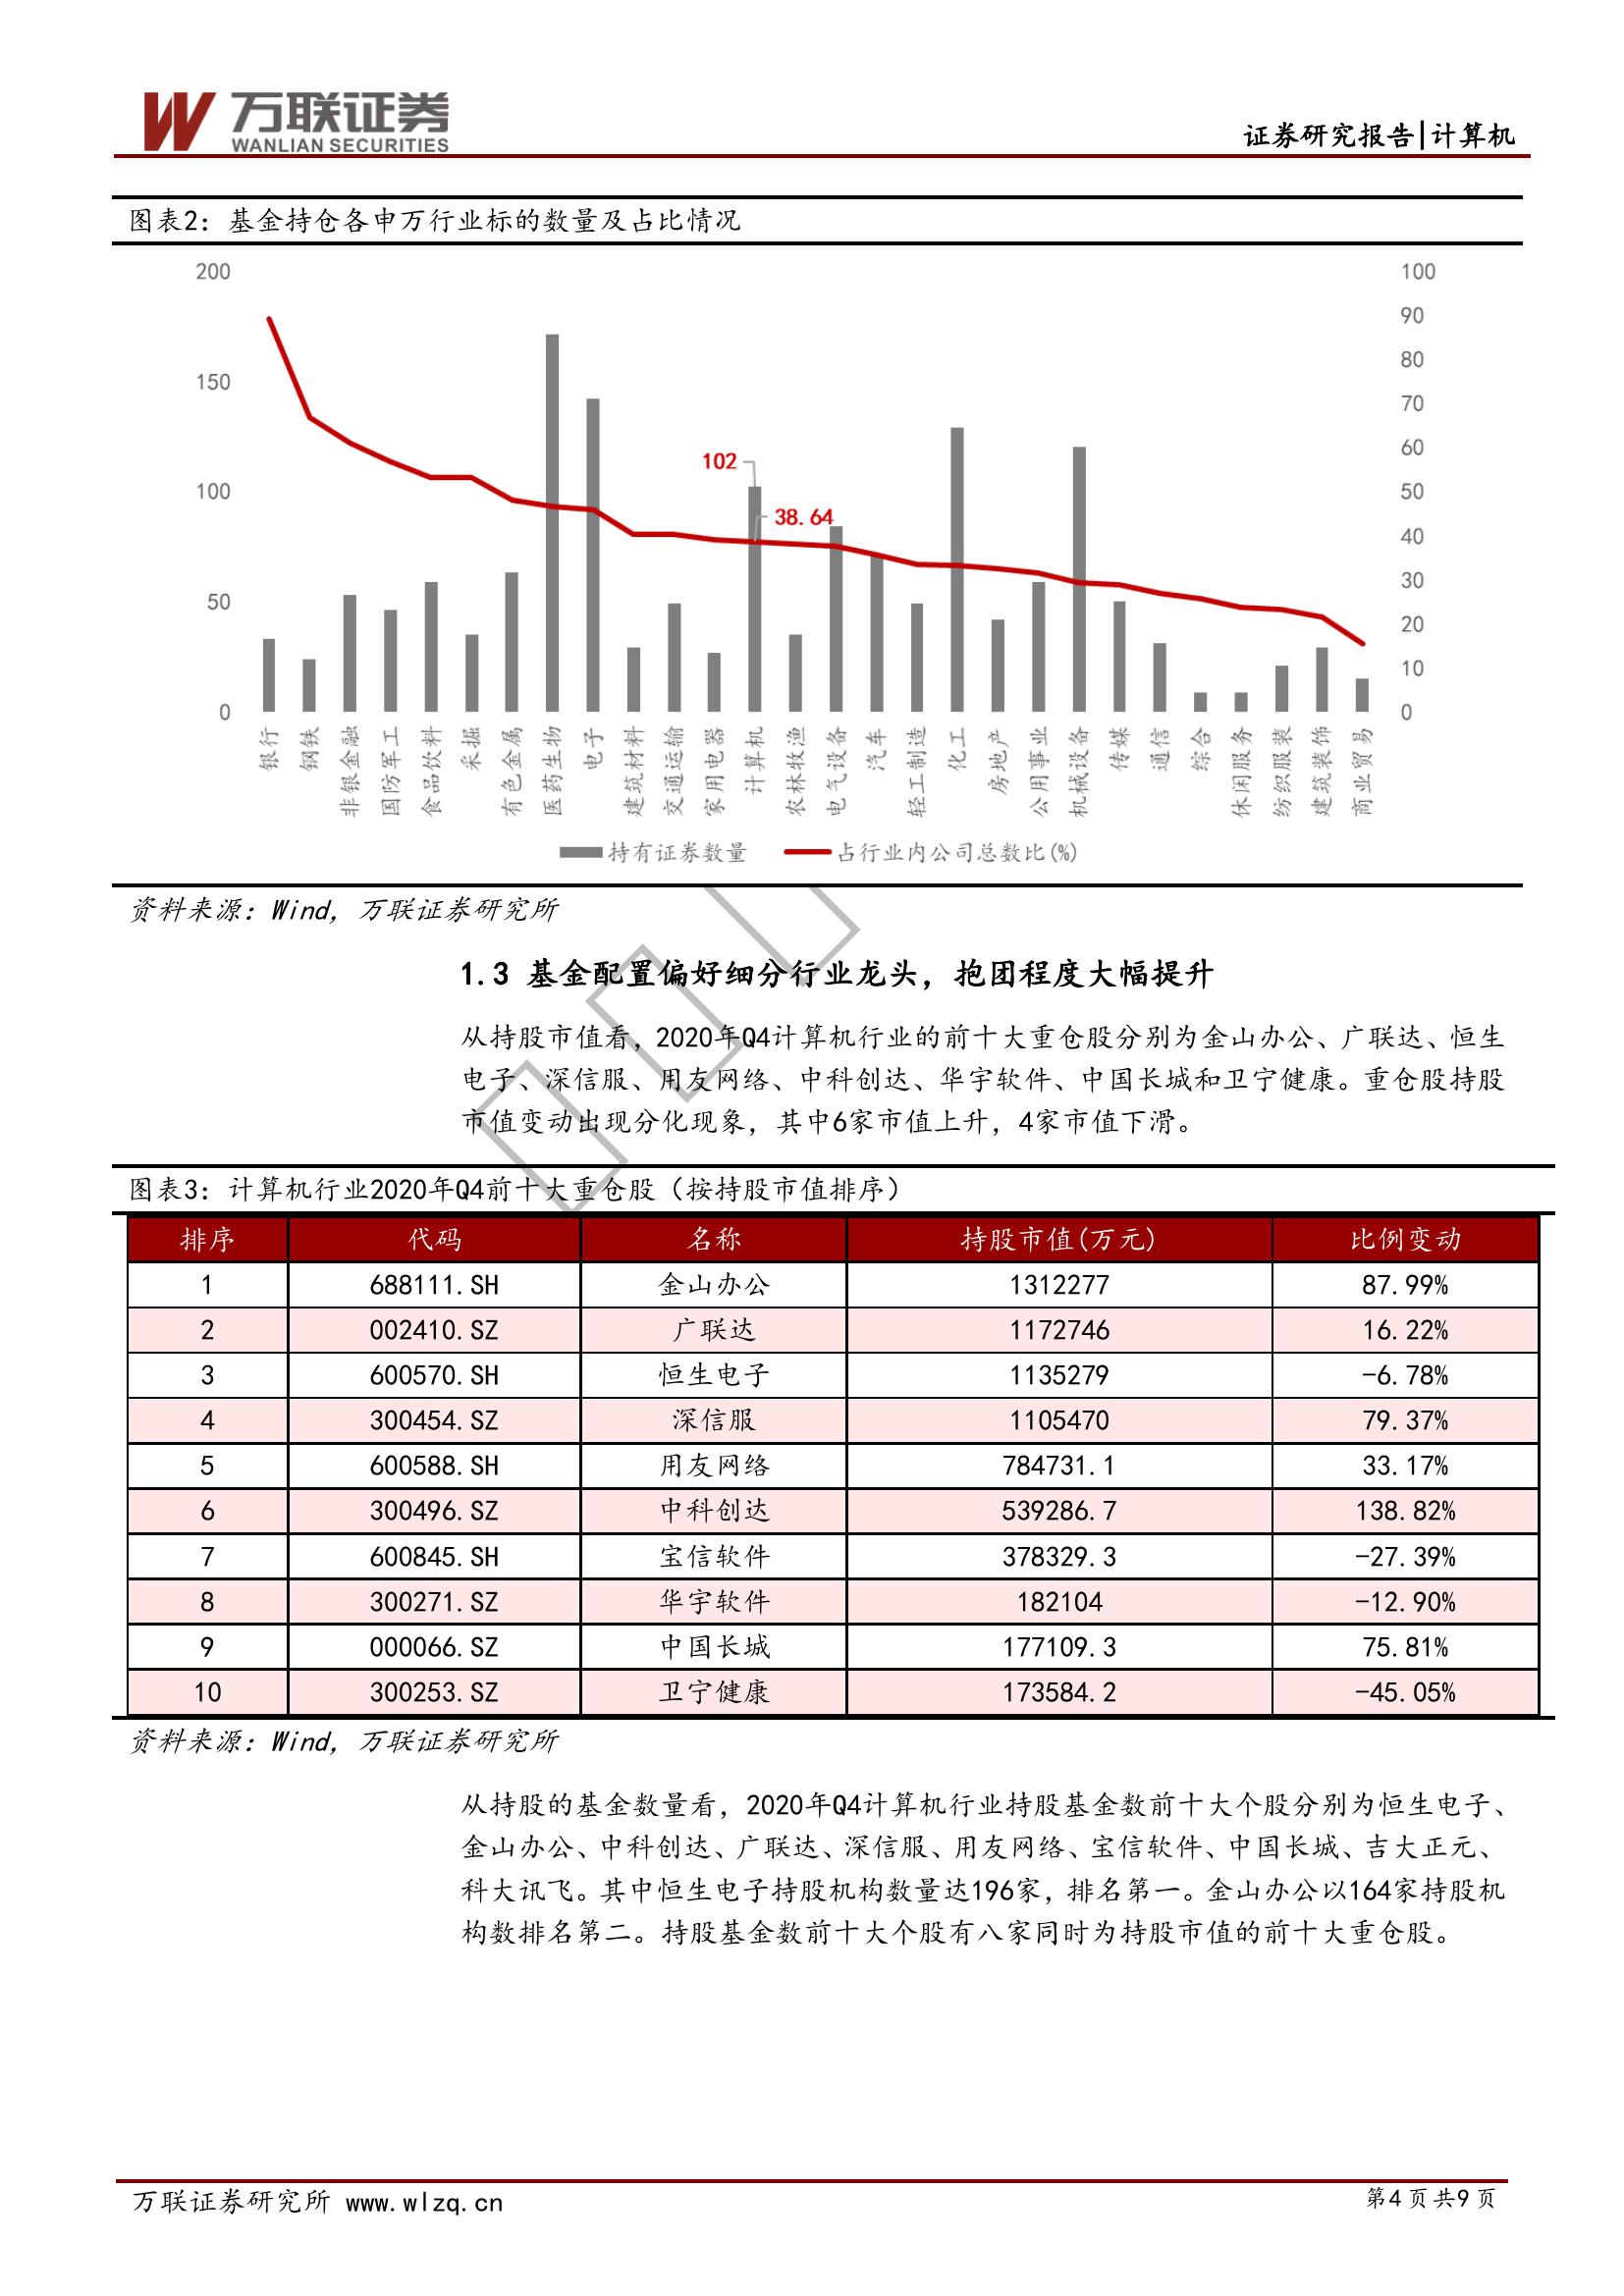 万联证券
WANLIAN SECURITIES
证券研究报告|计算机
图表2：基金持仓各申万行业标的数量及占比情况
200
150
100
50
0
100
90
80
70
60
50
40
30
20
10
0
102
38.64
银行
钢铁
非银金融
国防军工
食品饮料
采掘
有色金属
医药生物
电子
建筑材料
交通运输
家用电器
计算机
农林牧渔
电气设备
汽车
轻工制造
化工
房地产
公用事业
机械设备
传媒
通信
综合
休闲服务
纺织服装
建筑装饰
商业贸易
持有证券数量 占行业内公司总数比(%)
资料来源：Wind，万联证券研究所
1.3 基金配置偏好细分行业龙头，抱团程度大幅提升
从持股市值看，2020年Q4计算机行业的前十大重仓股分别为金山办公、广联达、恒生
电子、深信服、用友网络、中科创达、华宇软件、中国长城和卫宁健康。重仓股持股
市值变动出现分化现象，其中6家市值上升，4家市值下滑。
图表3：计算机行业2020年Q4前十大重仓股（按持股市值排序）
排序 代码 名称 持股市值(万元) 比例变动
1 688111.SH 金山办公 1312277 87.99%
2 002410.SZ 广联达 1172746 16.22%
3 600570.SH 恒生电子 1135279 -6.78%
4 300454.SZ 深信服 1105470 79.37%
5 600588.SH 用友网络 784731.1 33.17%
6 300496.SZ 中科创达 539286.7 138.82%
7 600845.SH 宝信软件 378329.3 -27.39%
8 300271.SZ 华宇软件 182104 -12.90%
9 000066.SZ 中国长城 177109.3 75.81%
10 300253.SZ 卫宁健康 173584.2 -45.05%
资料来源：Wind，万联证券研究所
从持股的基金数量看，2020年Q4计算机行业持股基金数前十大个股分别为恒生电子、
金山办公、中科创达、广联达、深信服、用友网络、宝信软件、中国长城、吉大正元、
科大讯飞。其中恒生电子持股机构数量达196家，排名第一。金山办公以164家持股机
构数排名第二。持股基金数前十大个股有八家同时为持股市值的前十大重仓股。
万联证券研究所 www.wlzq.cn
第4页共9页